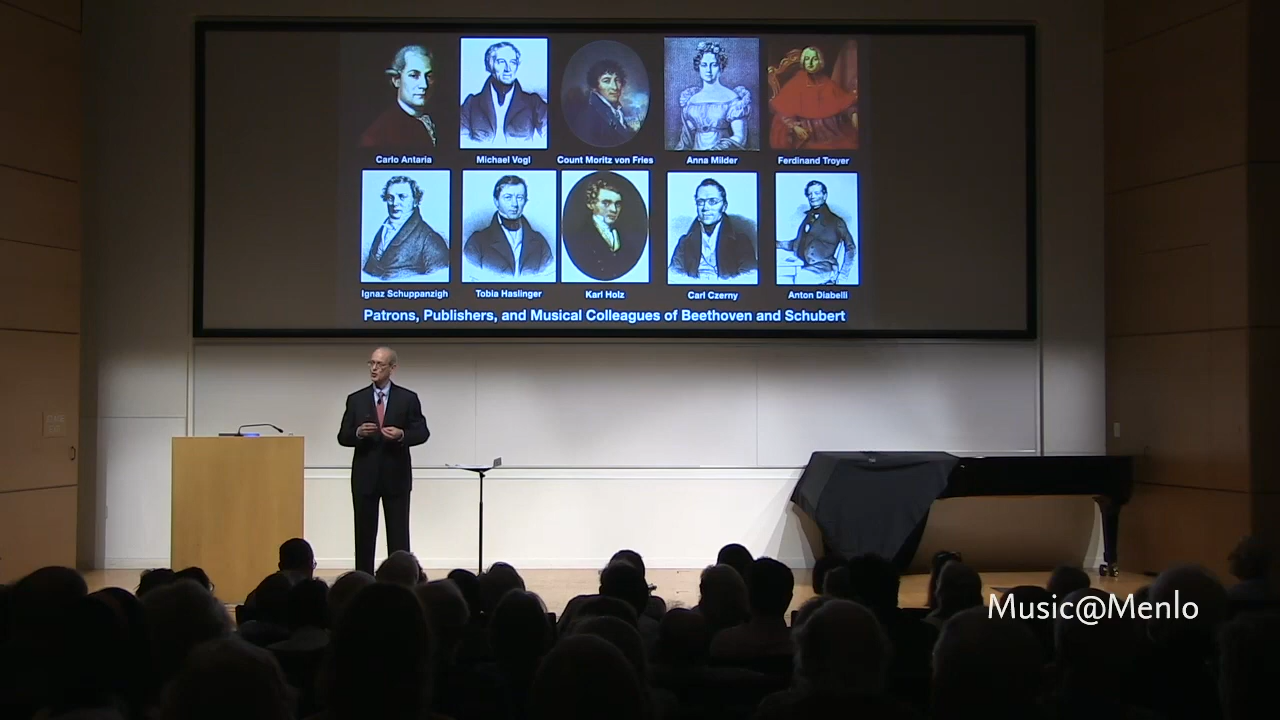 Carlo Antaria
Michael Vogl
Count Moritz von Fries
Anna Milder
Ferdinand Troyer
Ignaz Schuppanzigh
Tobia Haslinger
Karl Holz
Carl Czerny
Anton Diabelli
Patrons, Publishers, and Musical Colleagues of Beethoven and Schubert
Music@Menlo